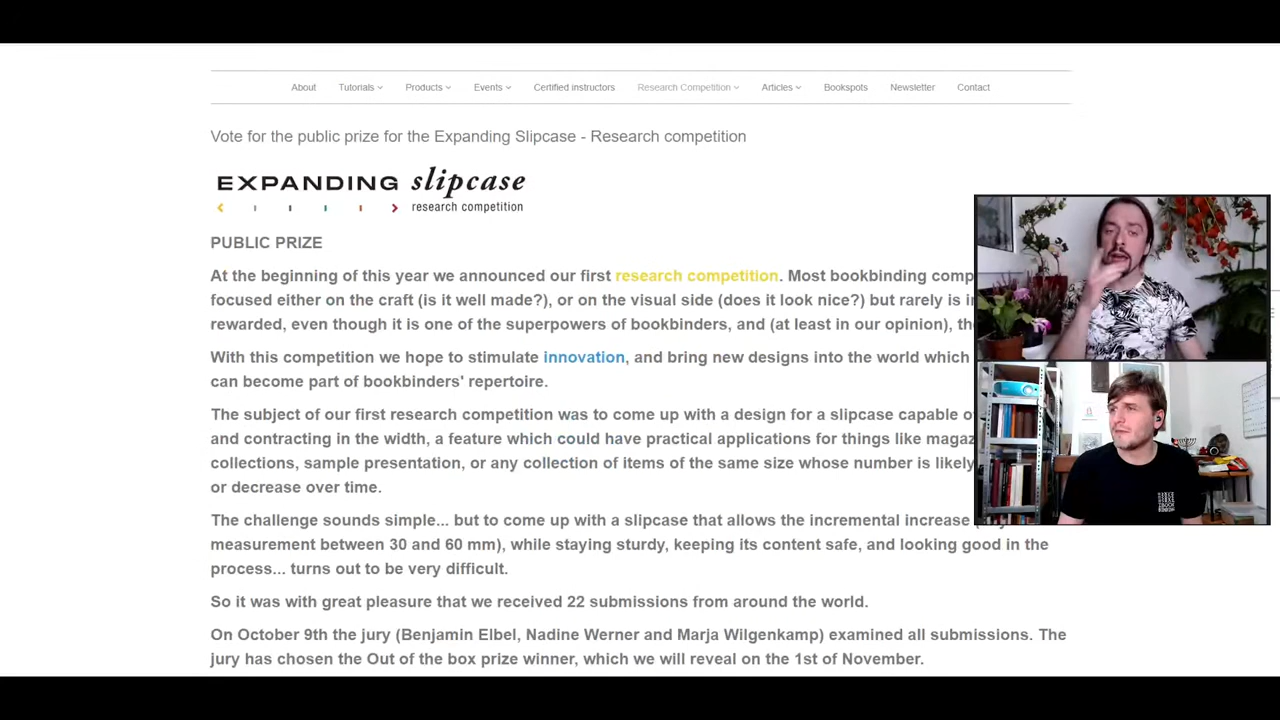 About Tutorials Products Events Certified instructors Research Competition Articles Bookspots Newsletter Contact
Vote for the public prize for the Expanding Slipcase - Research competition
EXPANDING slipcase
research competition
PUBLIC PRIZE
At the beginning of this year we announced our first research competition. Most bookbinding comp
focused either on the craft (is it well made?), or on the visual side (does it look nice?) but rarely is
rewarded, even though it is one of the superpowers of bookbinders, and (at least in our opinion),
With this competition we hope to stimulate innovation, and bring new designs into the world which
can become part of bookbinders' repertoire.
The subject of our first research competition was to come up with a design for a slipcase capable
and contracting in the width, a feature which could have practical applications for things like magaz
collections, sample presentation, or any collection of items of the same size whose number is likely
or decrease over time.
The challenge sounds simple... but to come up with a slipcase that allows the incremental increase
measurement between 30 and 60 mm), while staying sturdy, keeping its content safe, and looking good in the
process... turns out to be very difficult.
So it was with great pleasure that we received 22 submissions from around the world.
On October 9th the jury (Benjamin Elbel, Nadine Werner and Marja Wilgenkamp) examined all submissions. The
jury has chosen the Out of the box prize winner, which we will reveal on the 1st of November.